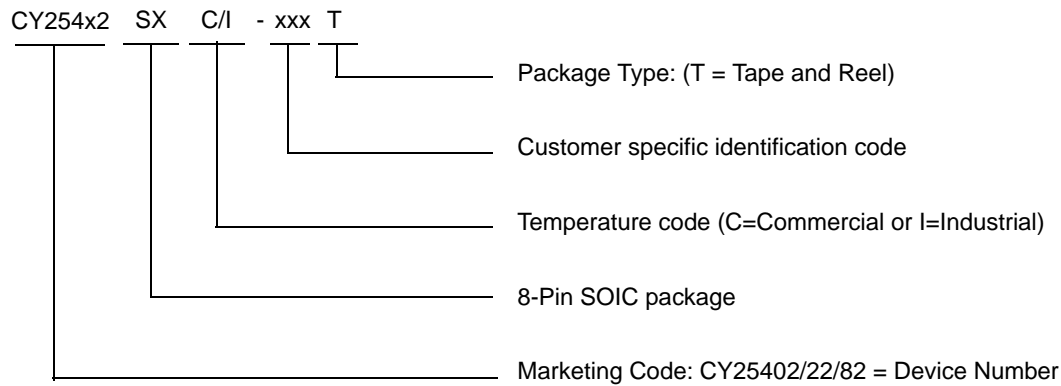 CY254x2 SX C/I - xxx T
Package Type: (T = Tape and Reel)
Customer specific identification code
Temperature code (C=Commercial or I=Industrial)
8-Pin SOIC package
Marketing Code: CY25402/22/82 = Device Number